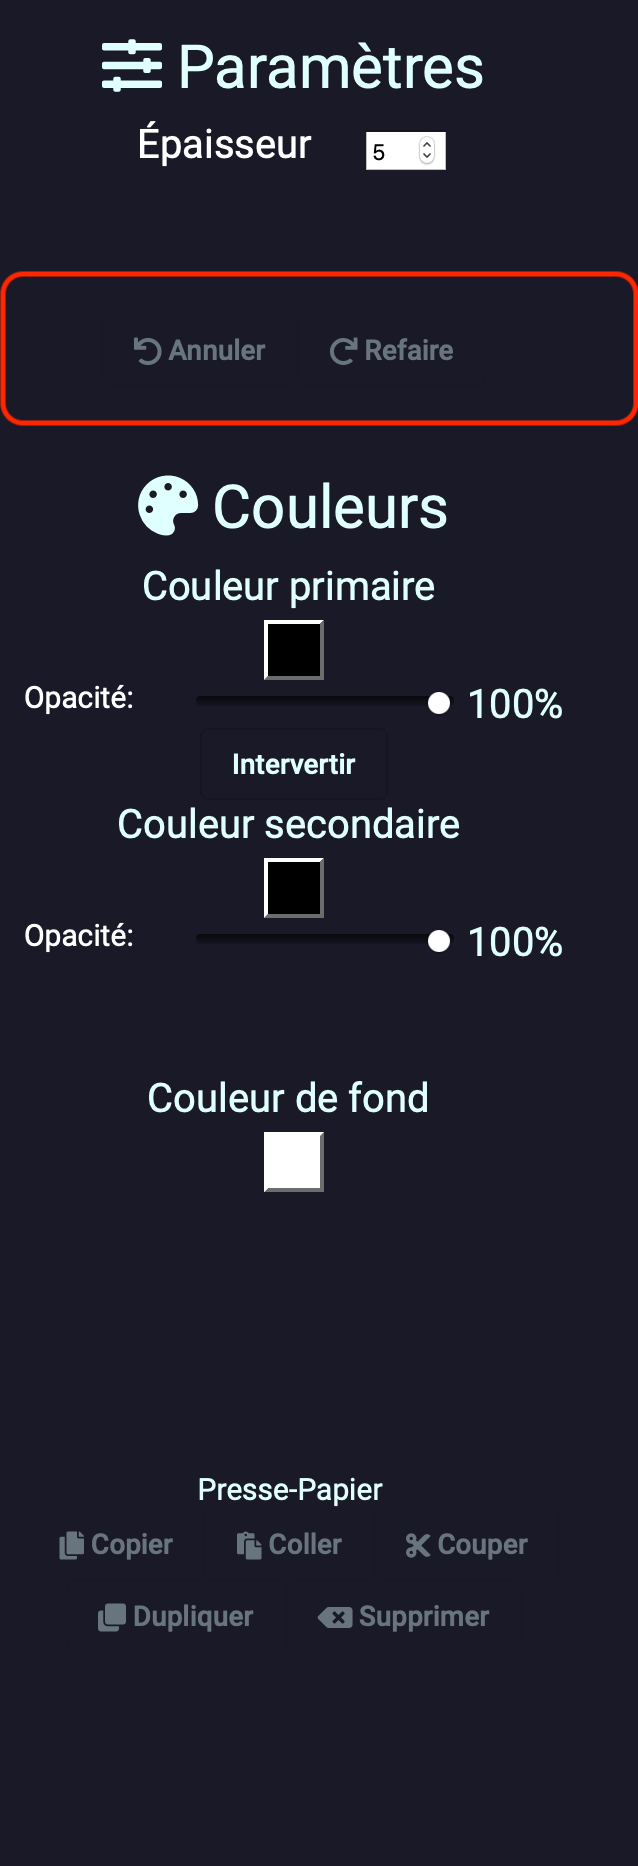 Paramètres
Épaisseur 5
Annuler Refaire
Couleurs
Couleur primaire
Opacité: 100%
Intervertir
Couleur secondaire
Opacité: 100%
Couleur de fond
Presse-Papier
Copier Coller Couper
Dupliquer Supprimer